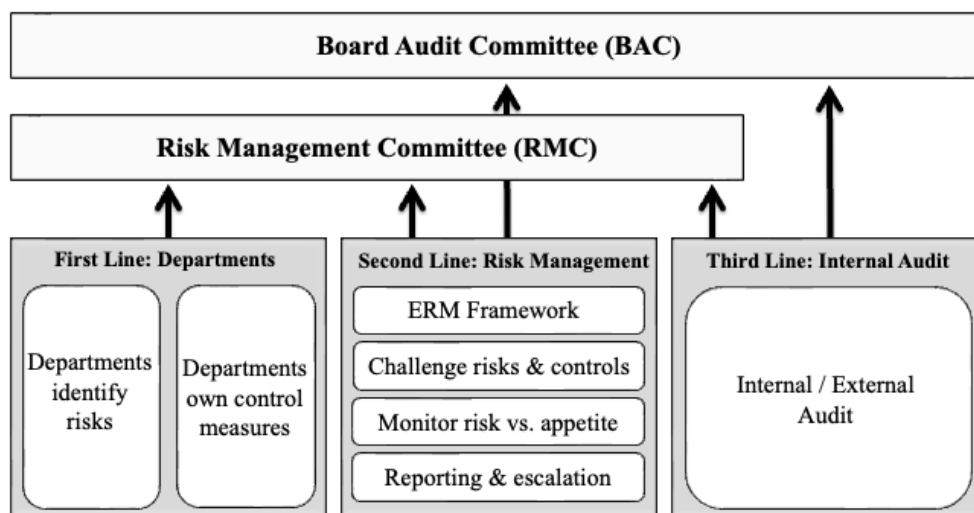 Board Audit Committee (BAC)
Risk Management Committee (RMC)
First Line: Departments
Departments
identify
risks
Departments
own control
measures
Second Line: Risk Management
ERM Framework
Challenge risks & controls
Monitor risk vs. appetite
Reporting & escalation
Third Line: Internal Audit
Internal / External
Audit